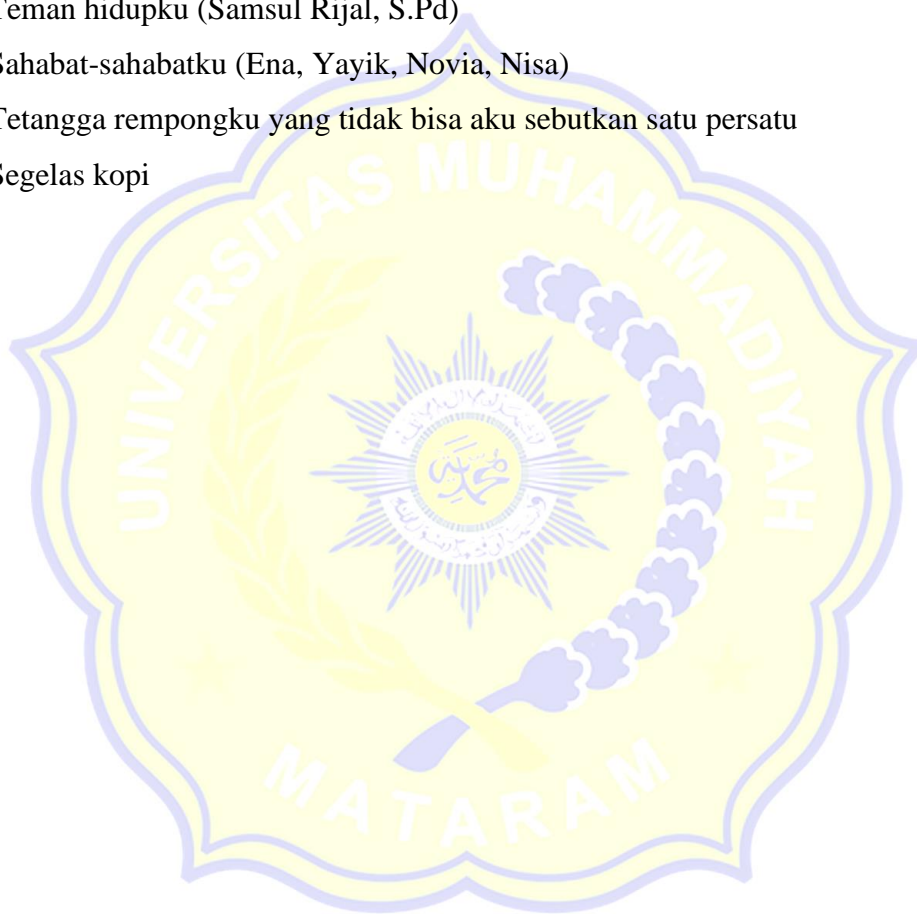 Teman hidupku (Samsul Rijal, S.Pd)
Sahabat-sahabatku (Ena, Yayik, Novia, Nisa)
Tetangga rempongku yang tidak bisa aku sebutkan satu persatu
Segelas kopi
UNIVERSITAS MUHAMMADIYAH
MATARAM